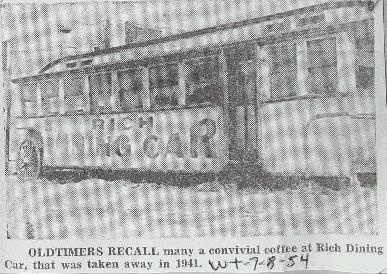 RICH
DINING CAR
OLDTIMERS RECALL many a convivial coffee at Rich Dining
Car, that was taken away in 1941. W+-7-8-54